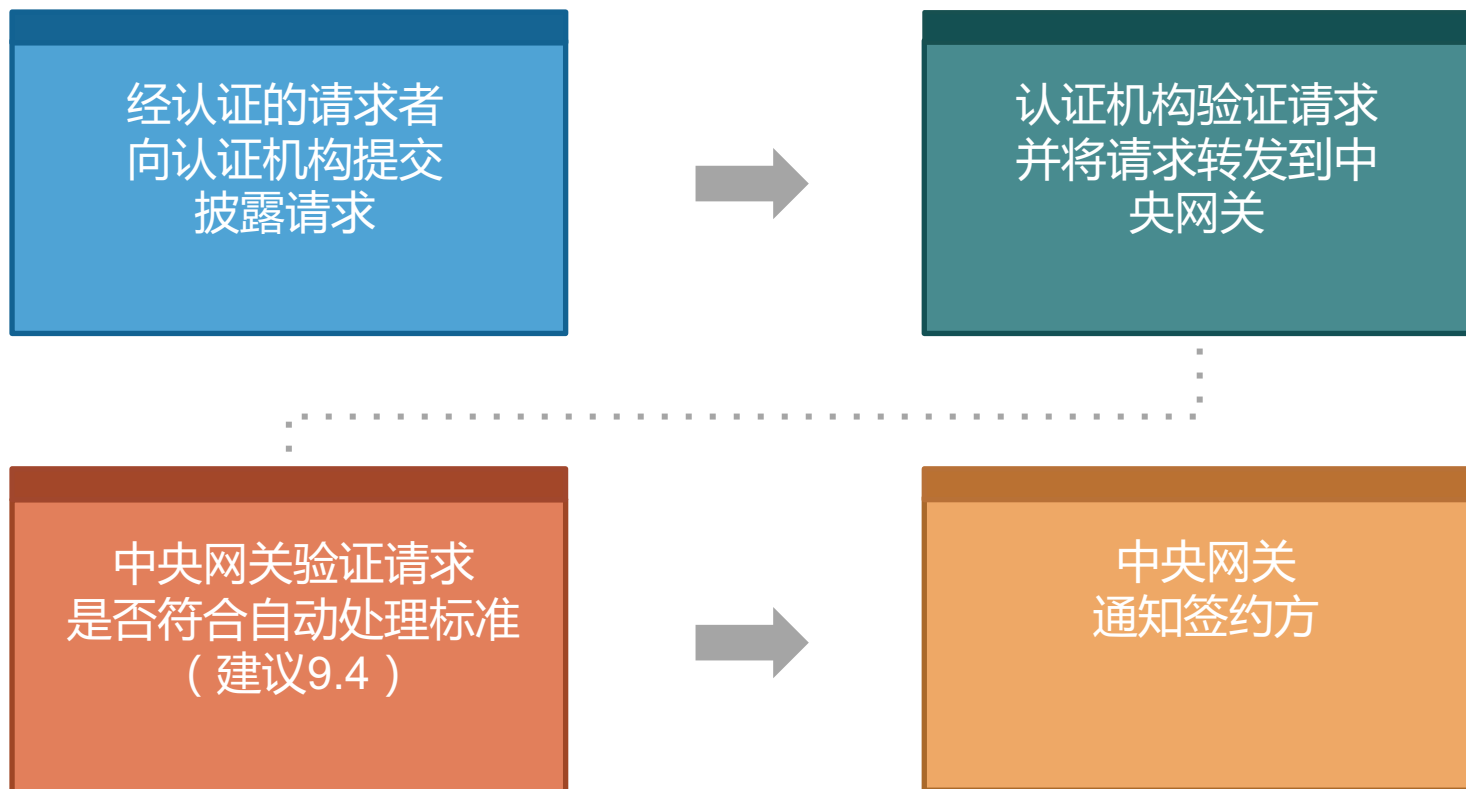 经认证的请求者
向认证机构提交
披露请求
认证机构验证请求
并将请求转发到中
央网关
中央网关验证请求
是否符合自动处理标准
（建议9.4）
中央网关
通知签约方